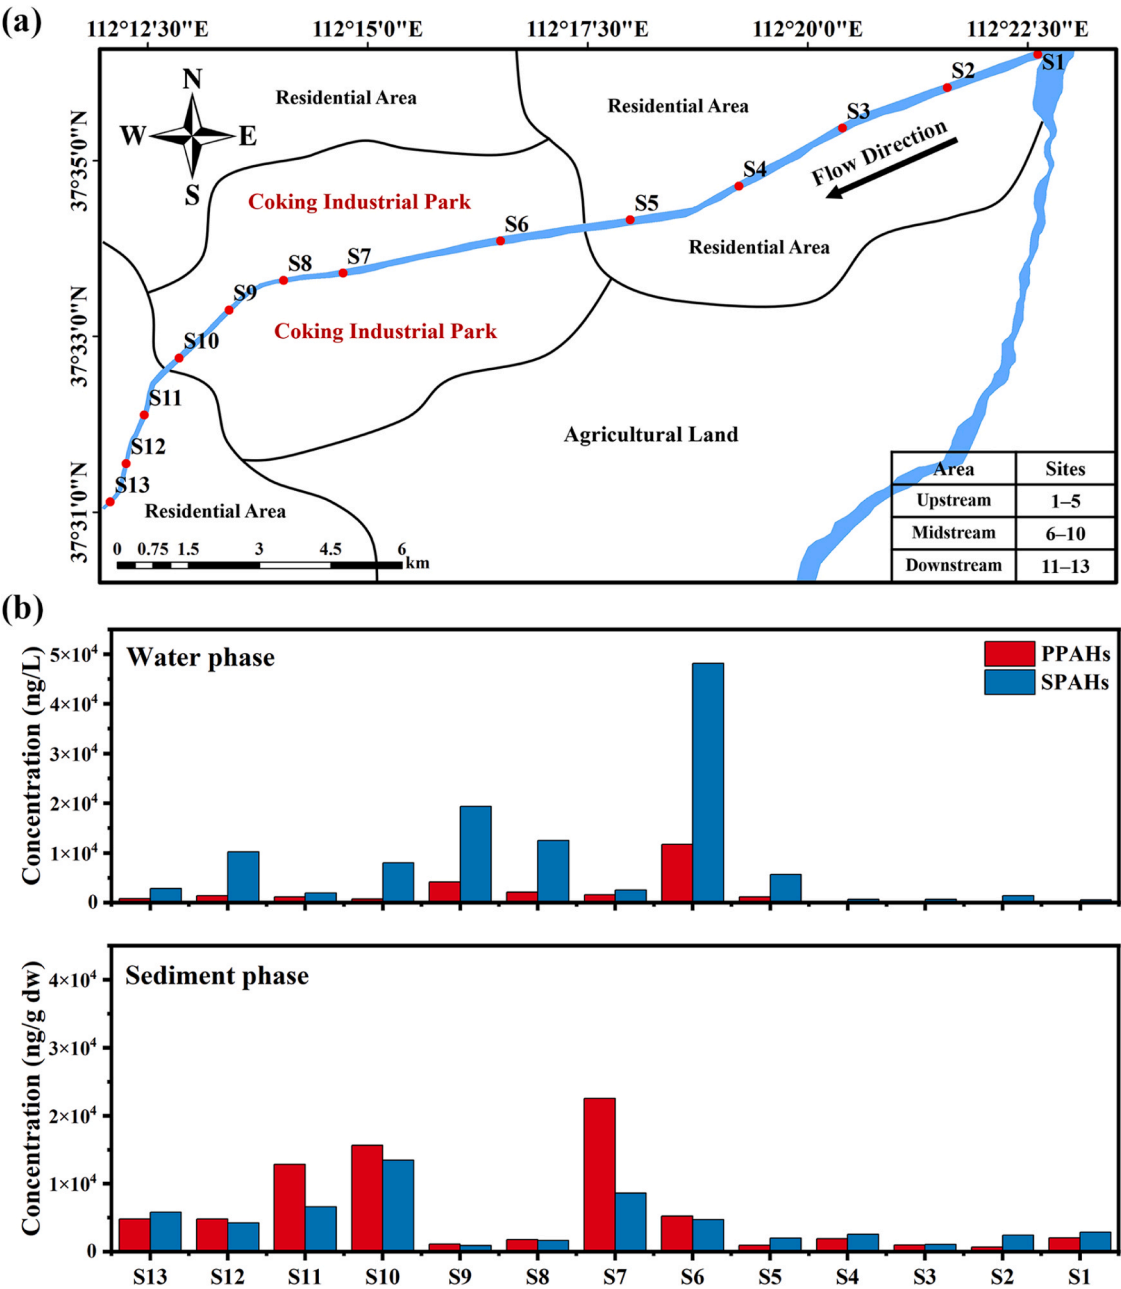 (a)
112°12'30"E 112°15'0"E 112°17'30"E 112°20'0"E 112°22'30"E
37°35'0"N
37°33'0"N
37°31'0"N
N
W E
S
Residential Area
Residential Area
S1
S2
S3
Flow Direction
S4
Coking Industrial Park
S5
S6
Residential Area
S7
S8
S9
Coking Industrial Park
S10
S11
Agricultural Land
S12
S13
Residential Area
0 0.75 1.5 3 4.5 6
km
Area Sites
Upstream 1–5
Midstream 6–10
Downstream 11–13
(b)
Water phase
PPAHs
SPAHs
Concentration (ng/L)
5×10⁴
4×10⁴
3×10⁴
2×10⁴
1×10⁴
0
Sediment phase
Concentration (ng/g dw)
4×10⁴
3×10⁴
2×10⁴
1×10⁴
0
S13 S12 S11 S10 S9 S8 S7 S6 S5 S4 S3 S2 S1